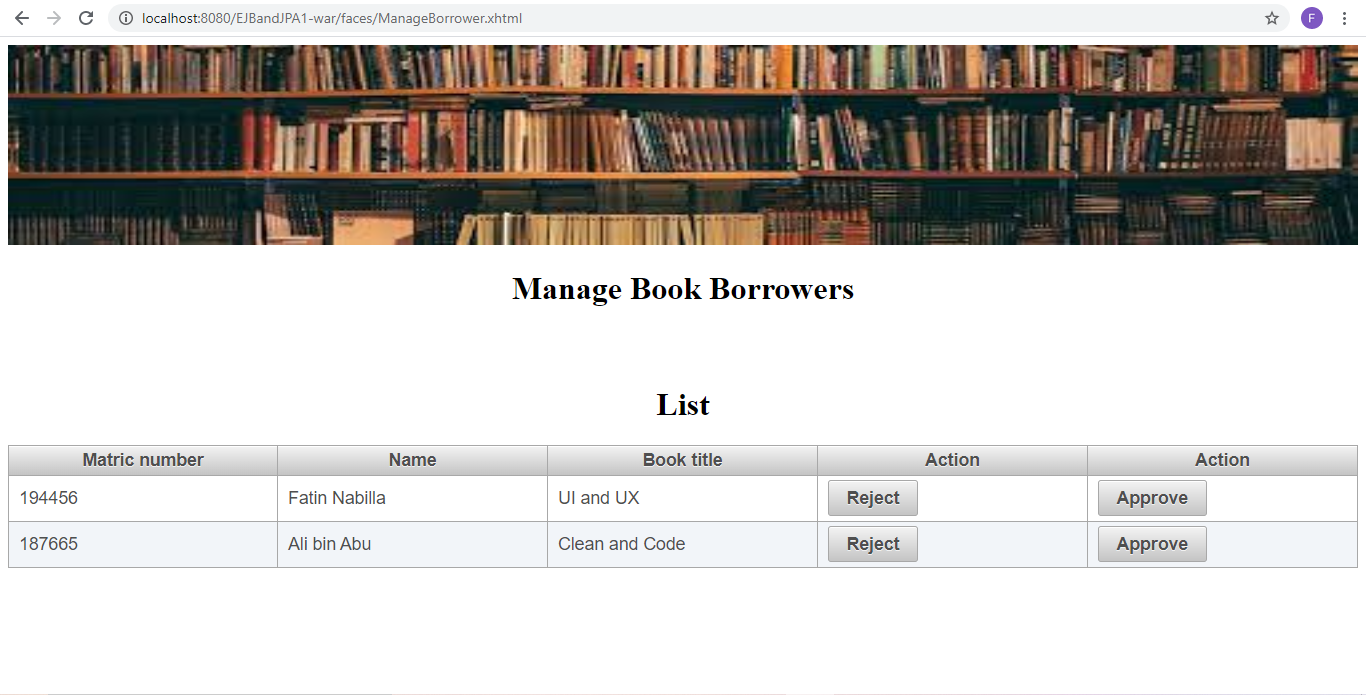 localhost:8080/EJBandJPA1-war/faces/ManageBorrower.xhtml
F
Manage Book Borrowers
List
Matric number Name Book title Action Action
194456 Fatin Nabilla UI and UX Reject Approve
187665 Ali bin Abu Clean and Code Reject Approve